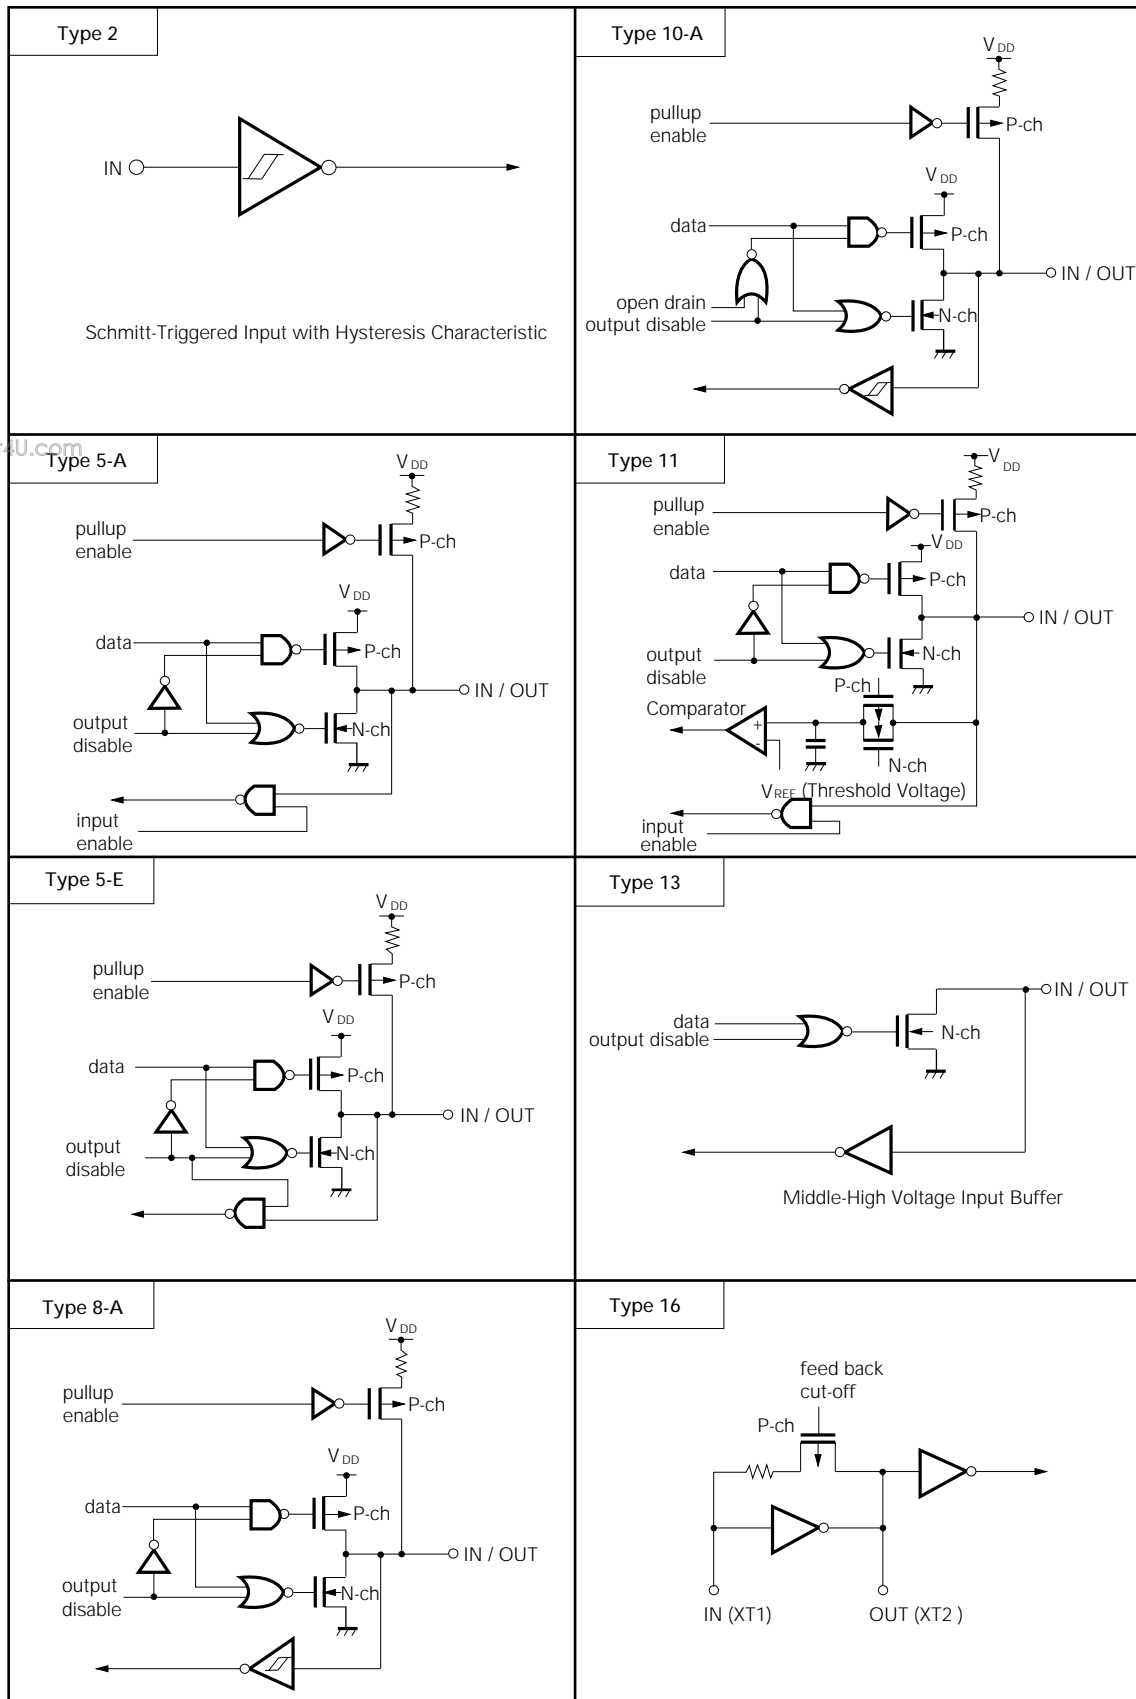 Type 2
IN
Schmitt-Triggered Input with Hysteresis Characteristic
Type 10-A
VDD
pullup
enable
P-ch
VDD
data
P-ch
IN / OUT
open drain
output disable
N-ch
4U.com
Type 5-A
VDD
pullup
enable
P-ch
VDD
data
P-ch
IN / OUT
output
disable
N-ch
input
enable
Type 11
VDD
pullup
enable
P-ch
VDD
data
P-ch
IN / OUT
output
disable
N-ch
P-ch
Comparator
+
-
N-ch
VREF (Threshold Voltage)
input
enable
Type 5-E
VDD
pullup
enable
P-ch
VDD
data
P-ch
IN / OUT
output
disable
N-ch
Type 13
IN / OUT
data
output disable
N-ch
Middle-High Voltage Input Buffer
Type 8-A
VDD
pullup
enable
P-ch
VDD
data
P-ch
IN / OUT
output
disable
N-ch
Type 16
feed back
cut-off
P-ch
IN (XT1)
OUT (XT2 )